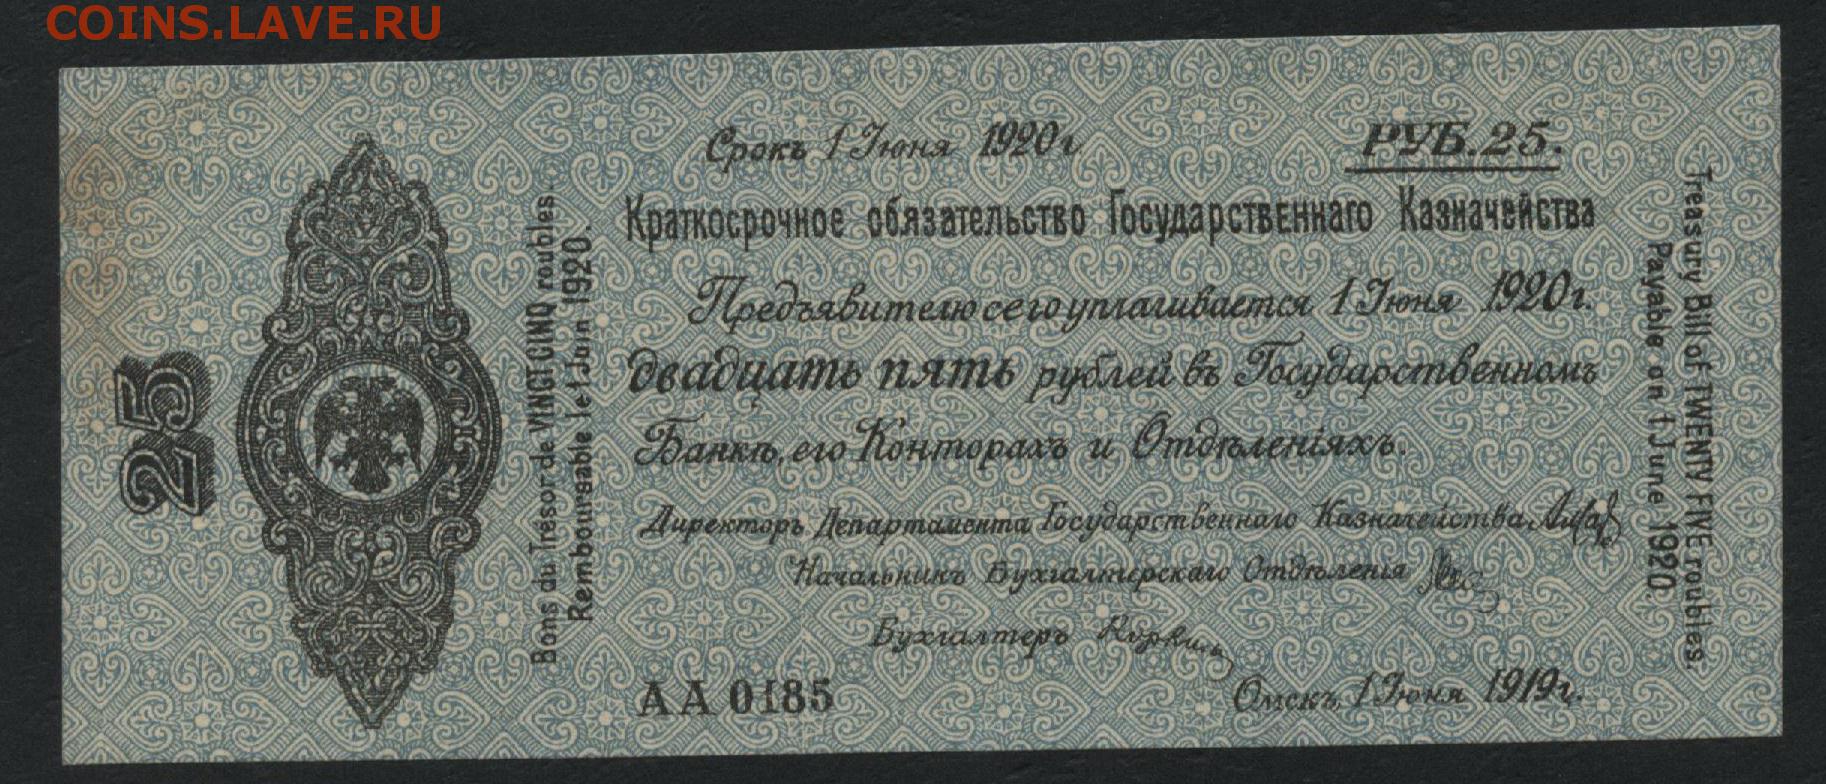 COINS.LAVE.RU
Срокъ 1 Іюня 1920 г.
РУБ. 25.
Краткосрочное обязательство Государственнаго Казначейства
Предъявителю сего уплачивается 1 Іюня 1920 г.
двадцать пять рублей въ Государственномъ
Банкѣ, его Конторахъ и Отдѣленіяхъ.
Директоръ Департамента Государственнаго Казначейства
Начальникъ Бухгалтерскаго Отдѣленія
Бухгалтеръ
АА 0185
Омскъ, 1 Іюня 1919 г.
25
Bons du Trésor de VINGT CINQ roubles.
Remboursable le 1 Juin 1920.
Treasury Bill of TWENTY FIVE roubles.
Payable on 1 June 1920.